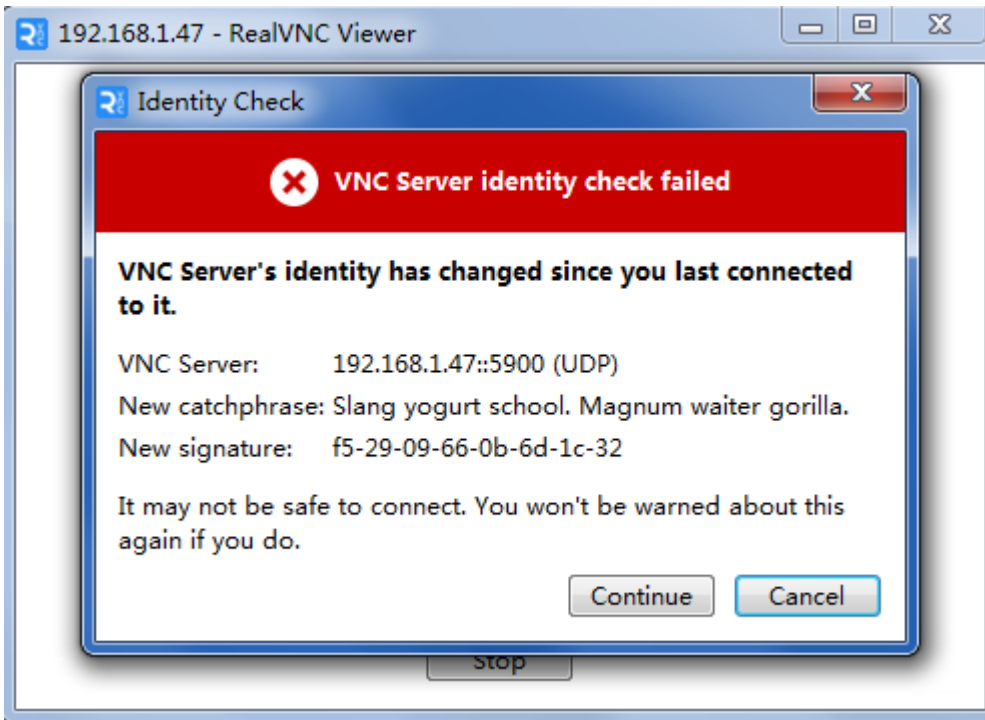 192.168.1.47 - RealVNC Viewer
Identity Check
VNC Server identity check failed
VNC Server's identity has changed since you last connected
to it.
VNC Server: 192.168.1.47::5900 (UDP)
New catchphrase: Slang yogurt school. Magnum waiter gorilla.
New signature: f5-29-09-66-0b-6d-1c-32
It may not be safe to connect. You won't be warned about this
again if you do.
Continue Cancel
Stop